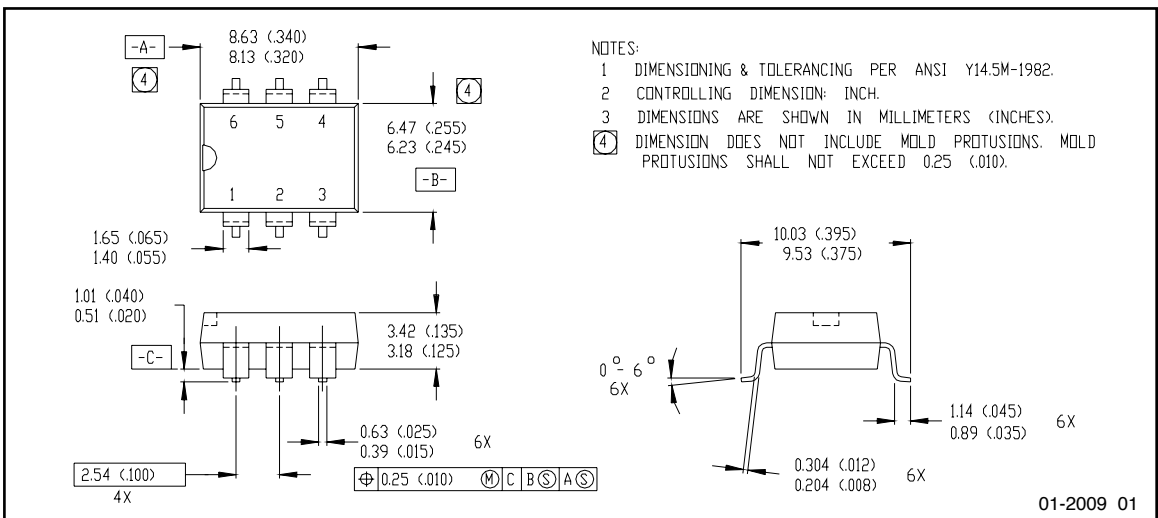 -A-
8.63 (.340)
8.13 (.320)
4
4
6 5 4
6.47 (.255)
6.23 (.245)
-B-
1 2 3
1.65 (.065)
1.40 (.055)
NOTES:
1 DIMENSIONING & TOLERANCING PER ANSI Y14.5M-1982.
2 CONTROLLING DIMENSION: INCH.
3 DIMENSIONS ARE SHOWN IN MILLIMETERS (INCHES).
4 DIMENSION DOES NOT INCLUDE MOLD PROTUSIONS. MOLD
PROTUSIONS SHALL NOT EXCEED 0.25 (.010).
1.01 (.040)
0.51 (.020)
3.42 (.135)
3.18 (.125)
-C-
0.63 (.025)
0.39 (.015)
6X
2.54 (.100)
4X
⌖ 0.25 (.010) Ⓜ C B Ⓢ A Ⓢ
10.03 (.395)
9.53 (.375)
0° - 6°
6X
1.14 (.045)
0.89 (.035)
6X
0.304 (.012)
0.204 (.008)
6X
01-2009 01